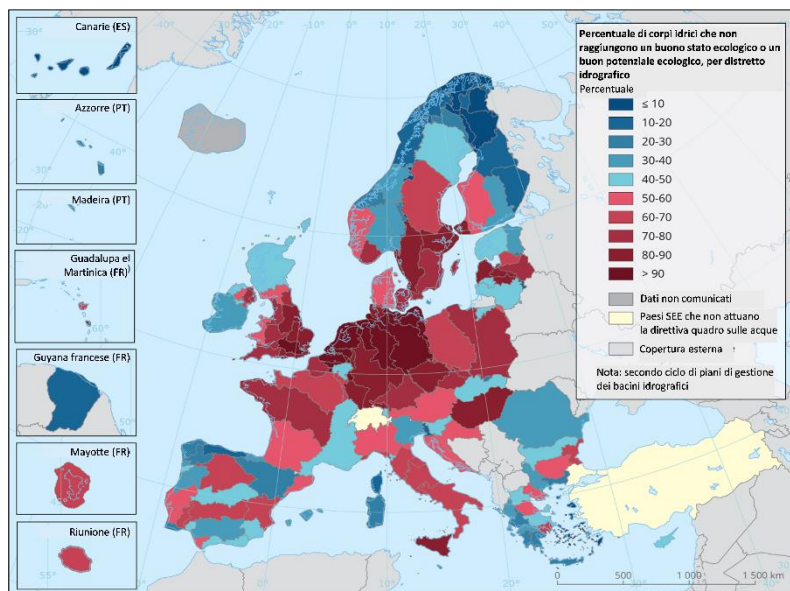 Canarie (ES)
Azzorre (PT)
Madeira (PT)
Guadalupa el
Martinica (FR)
Guyana francese (FR)
Mayotte (FR)
Riunione (FR)
Percentuale di corpi idrici che non
raggiungono un buono stato ecologico o un
buon potenziale ecologico, per distretto
idrografico
Percentuale
≤ 10
10-20
20-30
30-40
40-50
50-60
60-70
70-80
80-90
> 90
Dati non comunicati
Paesi SEE che non attuano
la direttiva quadro sulle acque
Copertura esterna
Nota: secondo ciclo di piani di gestione
dei bacini idrografici
0 500 1 000 1 500 km